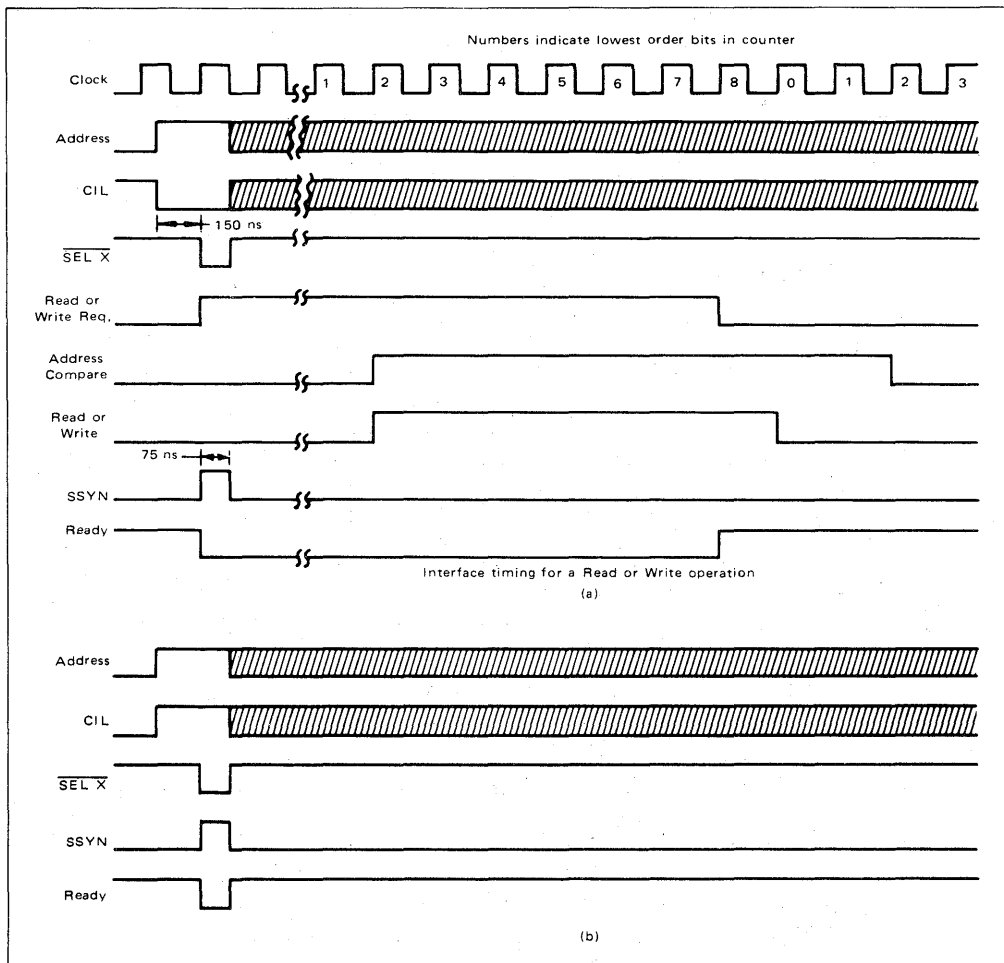 Numbers indicate lowest order bits in counter
Clock 1 2 3 4 5 6 7 8 0 1 2 3
Address
CIL
150 ns
SEL X
Read or
Write Req.
Address
Compare
Read or
Write
75 ns
SSYN
Ready
Interface timing for a Read or Write operation
(a)
Address
CIL
SEL X
SSYN
Ready
(b)